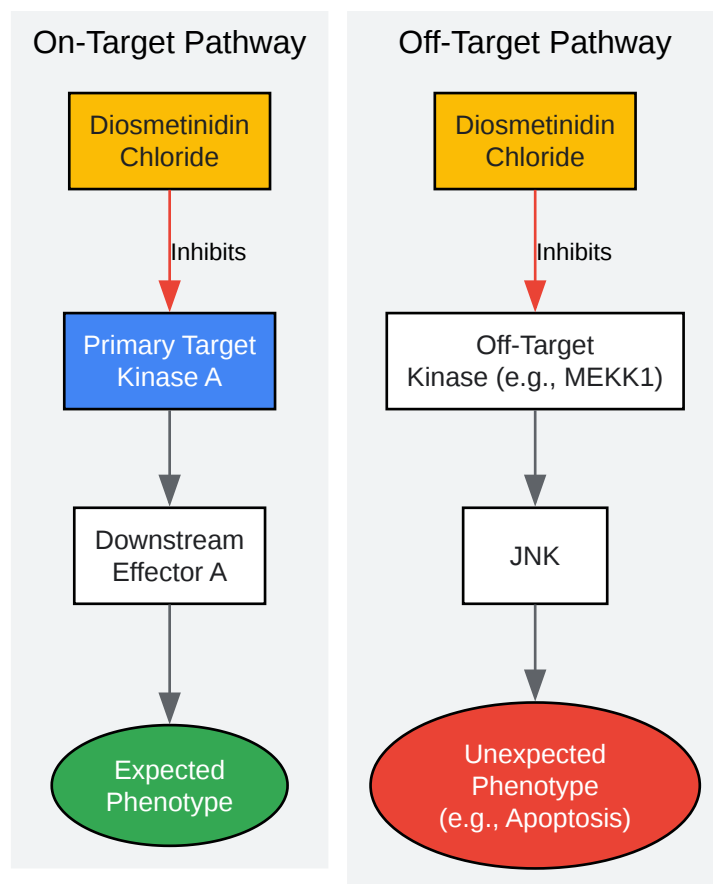 On-Target Pathway
Diosmetinidin
Chloride
Inhibits
Primary Target
Kinase A
Downstream
Effector A
Expected
Phenotype
Off-Target Pathway
Diosmetinidin
Chloride
Inhibits
Off-Target
Kinase (e.g., MEKK1)
JNK
Unexpected
Phenotype
(e.g., Apoptosis)